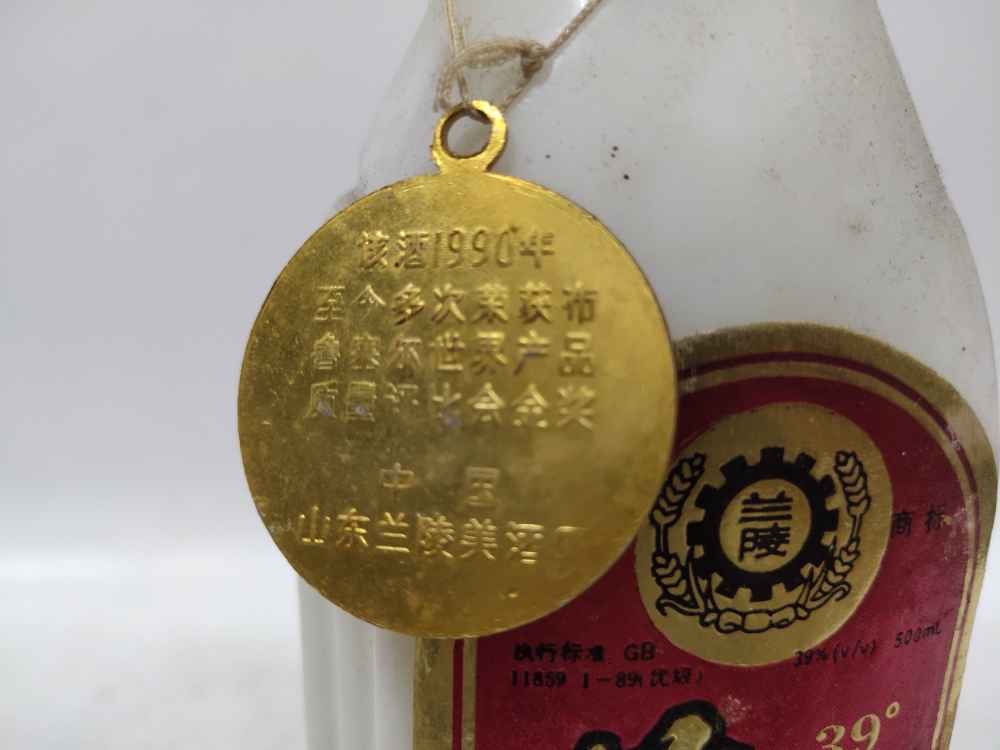 该酒1990年
至今多次荣获布
鲁塞尔世界产品
质量评比会金奖
中国
山东兰陵美酒厂
兰陵
商标
执行标准 GB
11859 1-89(优级)
39%(v/v) 500mL
39°